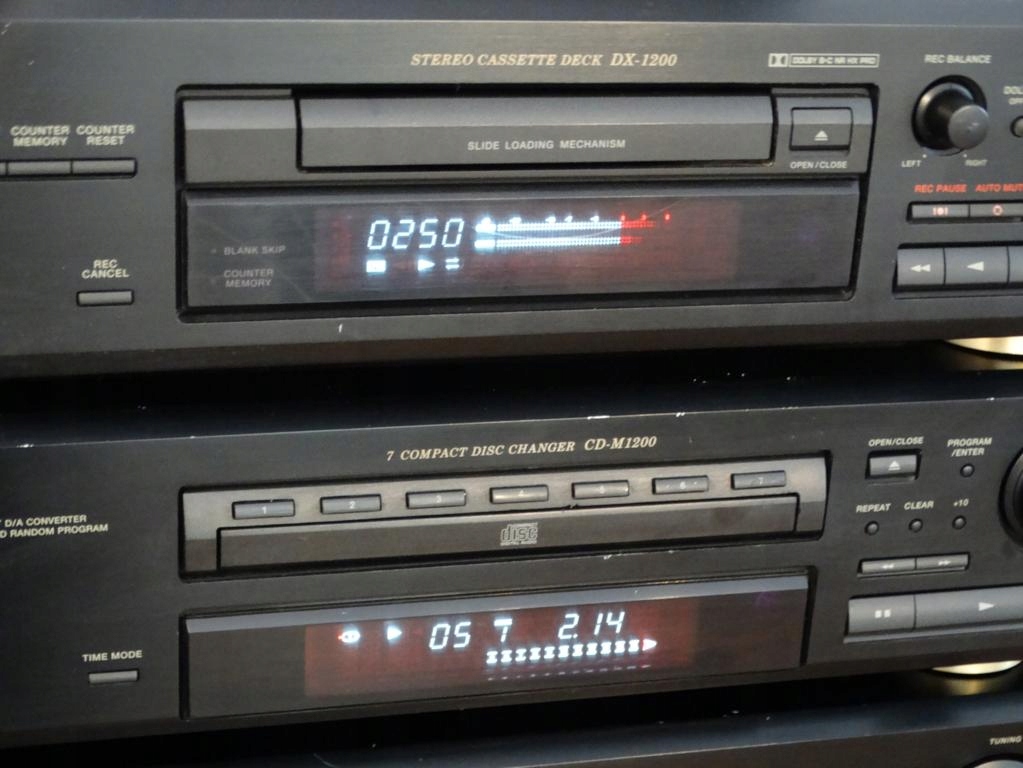 STEREO CASSETTE DECK DX-1200
DOLBY B-C NR HX PRO
REC BALANCE
COUNTER MEMORY
COUNTER RESET
SLIDE LOADING MECHANISM
OPEN/CLOSE
LEFT
RIGHT
REC PAUSE
AUTO MUT
0250
BLANK SKIP
COUNTER
MEMORY
REC
CANCEL
7 COMPACT DISC CHANGER CD-M1200
OPEN/CLOSE
PROGRAM
/ENTER
1 2 3 4 5 6 7
D/A CONVERTER
D RANDOM PROGRAM
disc
REPEAT
CLEAR
+10
05 7 2.14
TIME MODE
TUNING